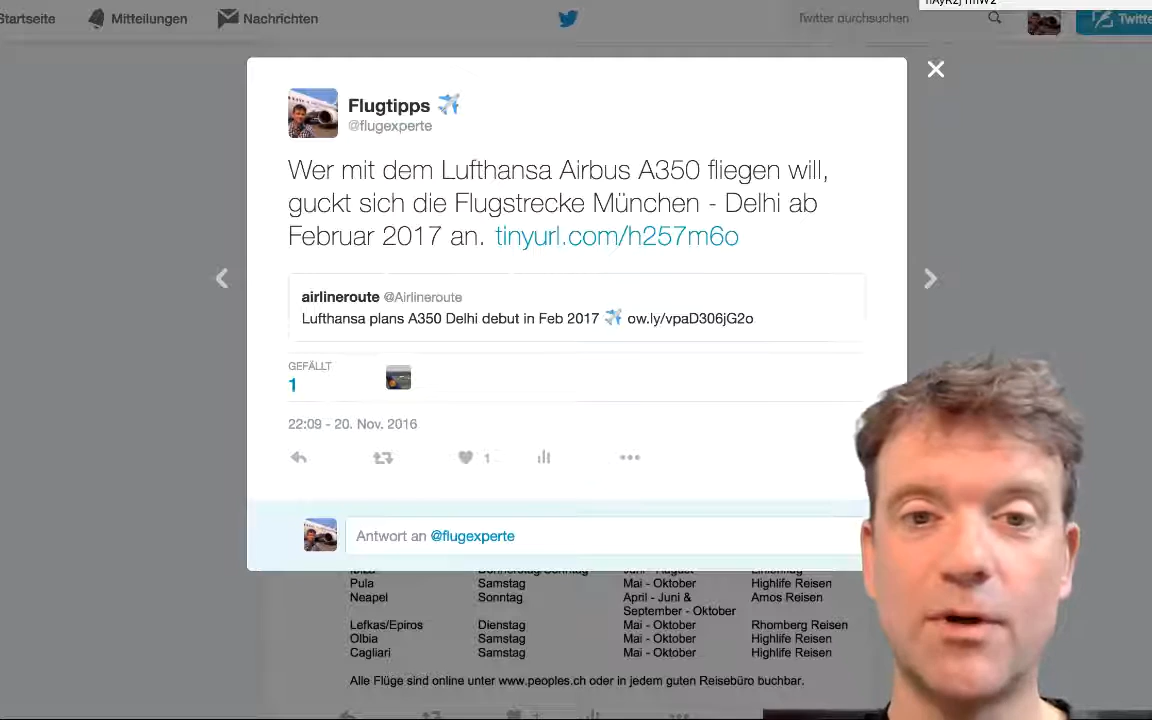 Startseite Mitteilungen Nachrichten Twitter durchsuchen
Flugtipps ✈️
@flugexperte
Wer mit dem Lufthansa Airbus A350 fliegen will,
guckt sich die Flugstrecke München - Delhi ab
Februar 2017 an. tinyurl.com/h257m6o
airlineroute @Airlineroute
Lufthansa plans A350 Delhi debut in Feb 2017 ✈️ ow.ly/vpaD306jG2o
GEFÄLLT
1
22:09 - 20. Nov. 2016
1
Antwort an @flugexperte
Pula Samstag Mai - Oktober Highlife Reisen
Neapel Sonntag April - Juni & Amos Reisen
September - Oktober
Lefkas/Epiros Dienstag Mai - Oktober Rhomberg Reisen
Olbia Samstag Mai - Oktober Highlife Reisen
Cagliari Samstag Mai - Oktober Highlife Reisen
Alle Flüge sind online unter www.peoples.ch oder in jedem guten Reisebüro buchbar.